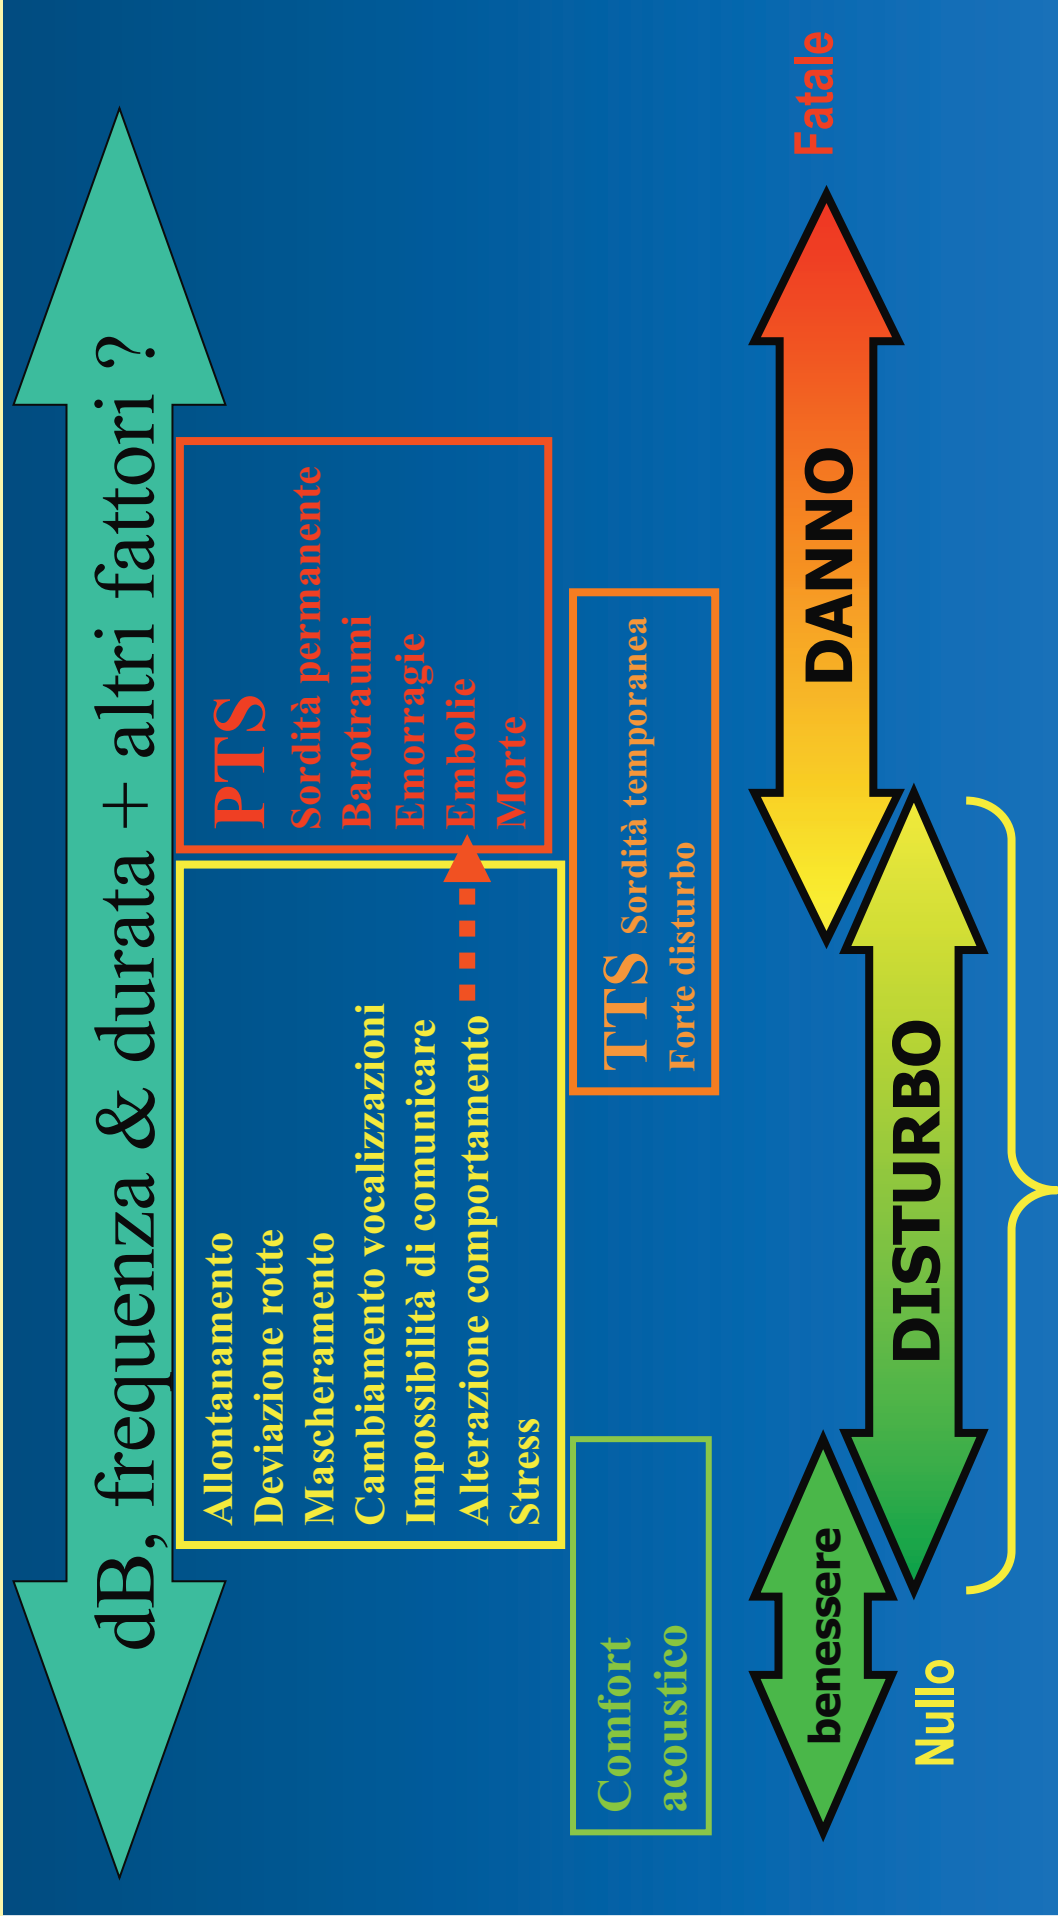 dB, frequenza & durata + altri fattori ?
Allontanamento
Deviazione rotte
Mascheramento
Cambiamento vocalizzazioni
Impossibilità di comunicare
Alterazione comportamento
Stress
PTS
Sordità permanente
Barotraumi
Emorragie
Embolie
Morte
Comfort
acustico
TTS Sordità temporanea
Forte disturbo
benessere
DANNO
Fatale
Nullo
DISTURBO